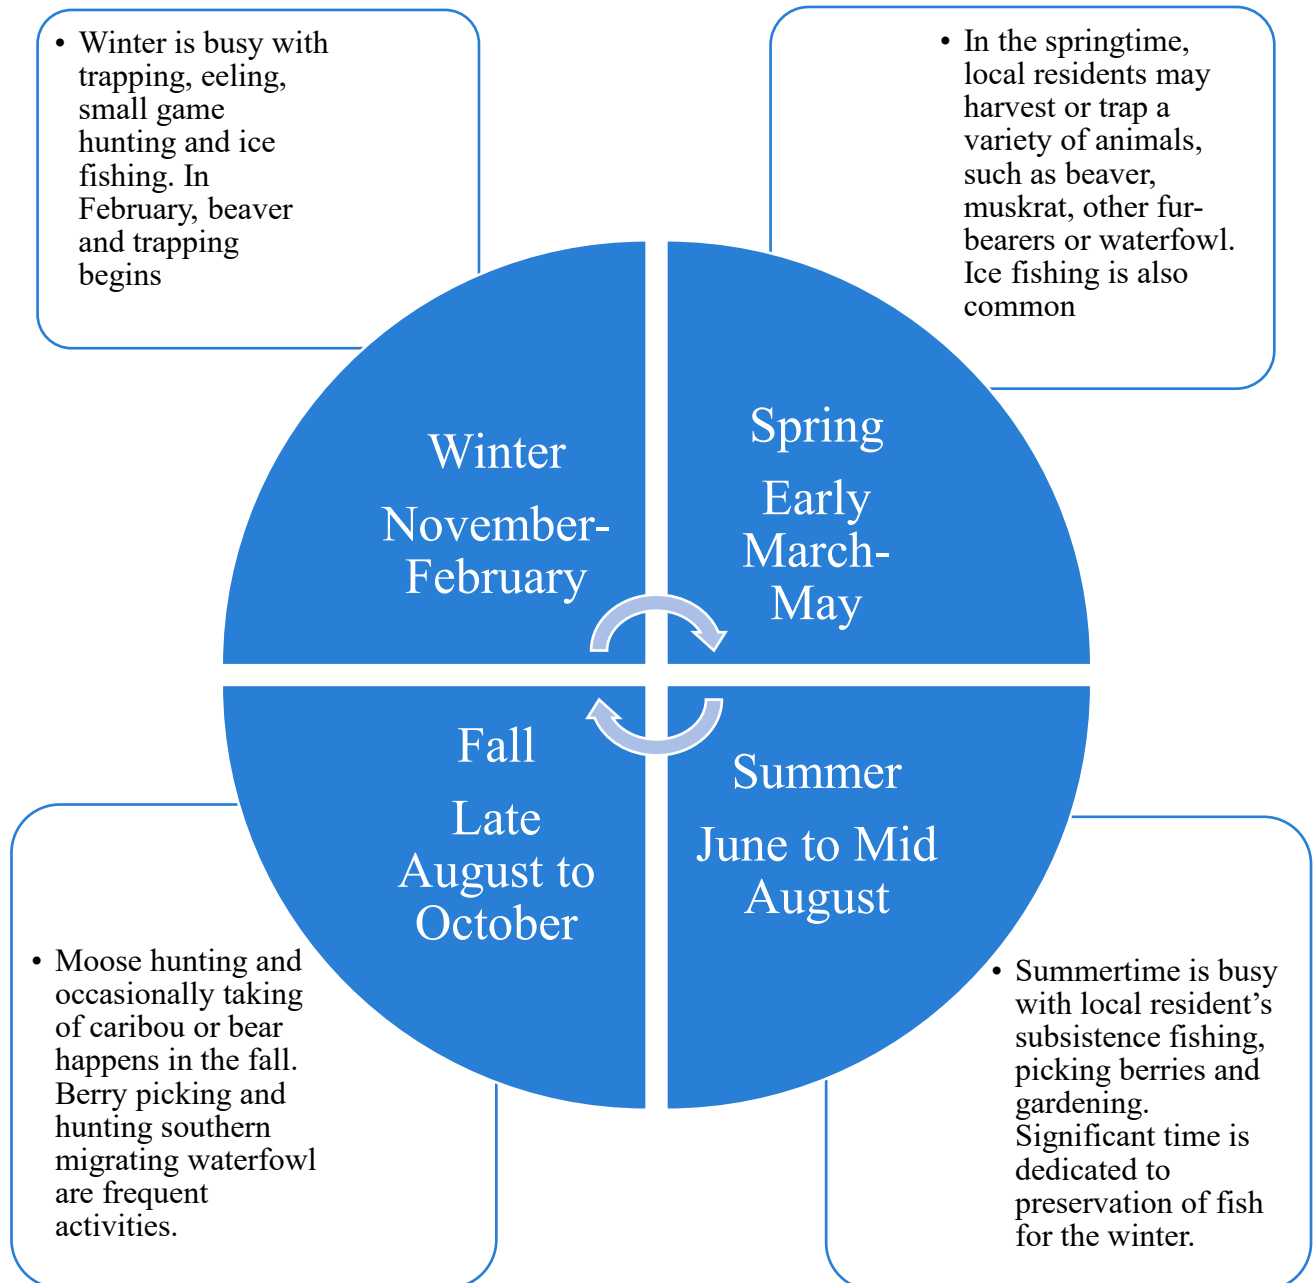 • Winter is busy with
trapping, eeling,
small game
hunting and ice
fishing. In
February, beaver
and trapping
begins
• In the springtime,
local residents may
harvest or trap a
variety of animals,
such as beaver,
muskrat, other fur-
bearers or waterfowl.
Ice fishing is also
common
Winter
November-
February
Spring
Early
March-
May
Fall
Late
August to
October
Summer
June to Mid
August
• Moose hunting and
occasionally taking
of caribou or bear
happens in the fall.
Berry picking and
hunting southern
migrating waterfowl
are frequent
activities.
• Summertime is busy
with local resident’s
subsistence fishing,
picking berries and
gardening.
Significant time is
dedicated to
preservation of fish
for the winter.